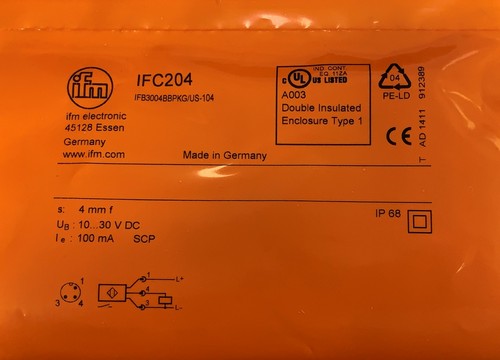 ifm
ifm electronic
45128 Essen
Germany
www.ifm.com
IFC204
IFB3004BBPKG/US-104
Made in Germany
C UL US LISTED
IND. CONT.
EQ. 11ZA
A003
Double Insulated
Enclosure Type 1
04
PE-LD
CE
T AD 1411 912389
s: 4 mm f
UB : 10...30 V DC
Ie : 100 mA SCP
IP 68
1
3 4
1 L+
4
3 L-